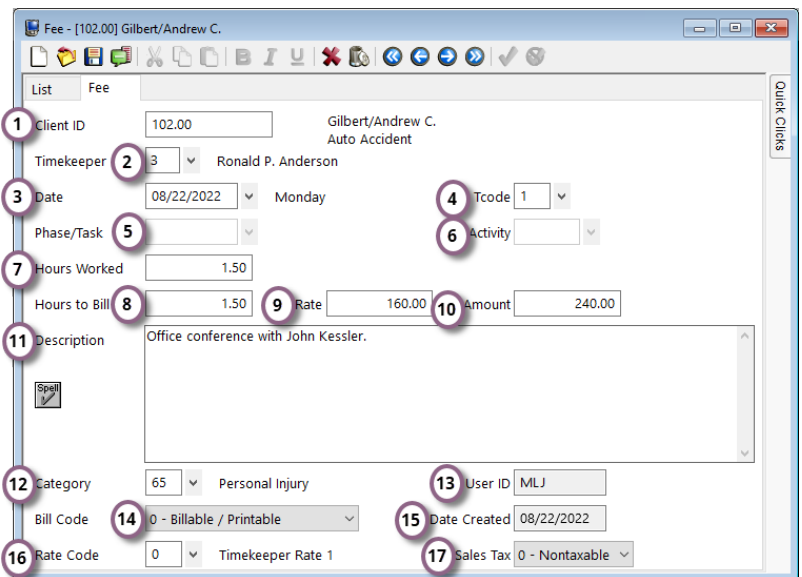 Fee - [102.00] Gilbert/Andrew C.
B I U
List Fee
Quick Clicks
1 Client ID 102.00 Gilbert/Andrew C.
Auto Accident
Timekeeper 2 3 Ronald P. Anderson
3 Date 08/22/2022 Monday 4 Tcode 1
Phase/Task 5 6 Activity
7 Hours Worked 1.50
Hours to Bill 8 1.50 9 Rate 160.00 10 Amount 240.00
11 Description Office conference with John Kessler.
Spell
12 Category 65 Personal Injury 13 User ID MLJ
Bill Code 14 0 - Billable / Printable 15 Date Created 08/22/2022
16 Rate Code 0 Timekeeper Rate 1 17 Sales Tax 0 - Nontaxable